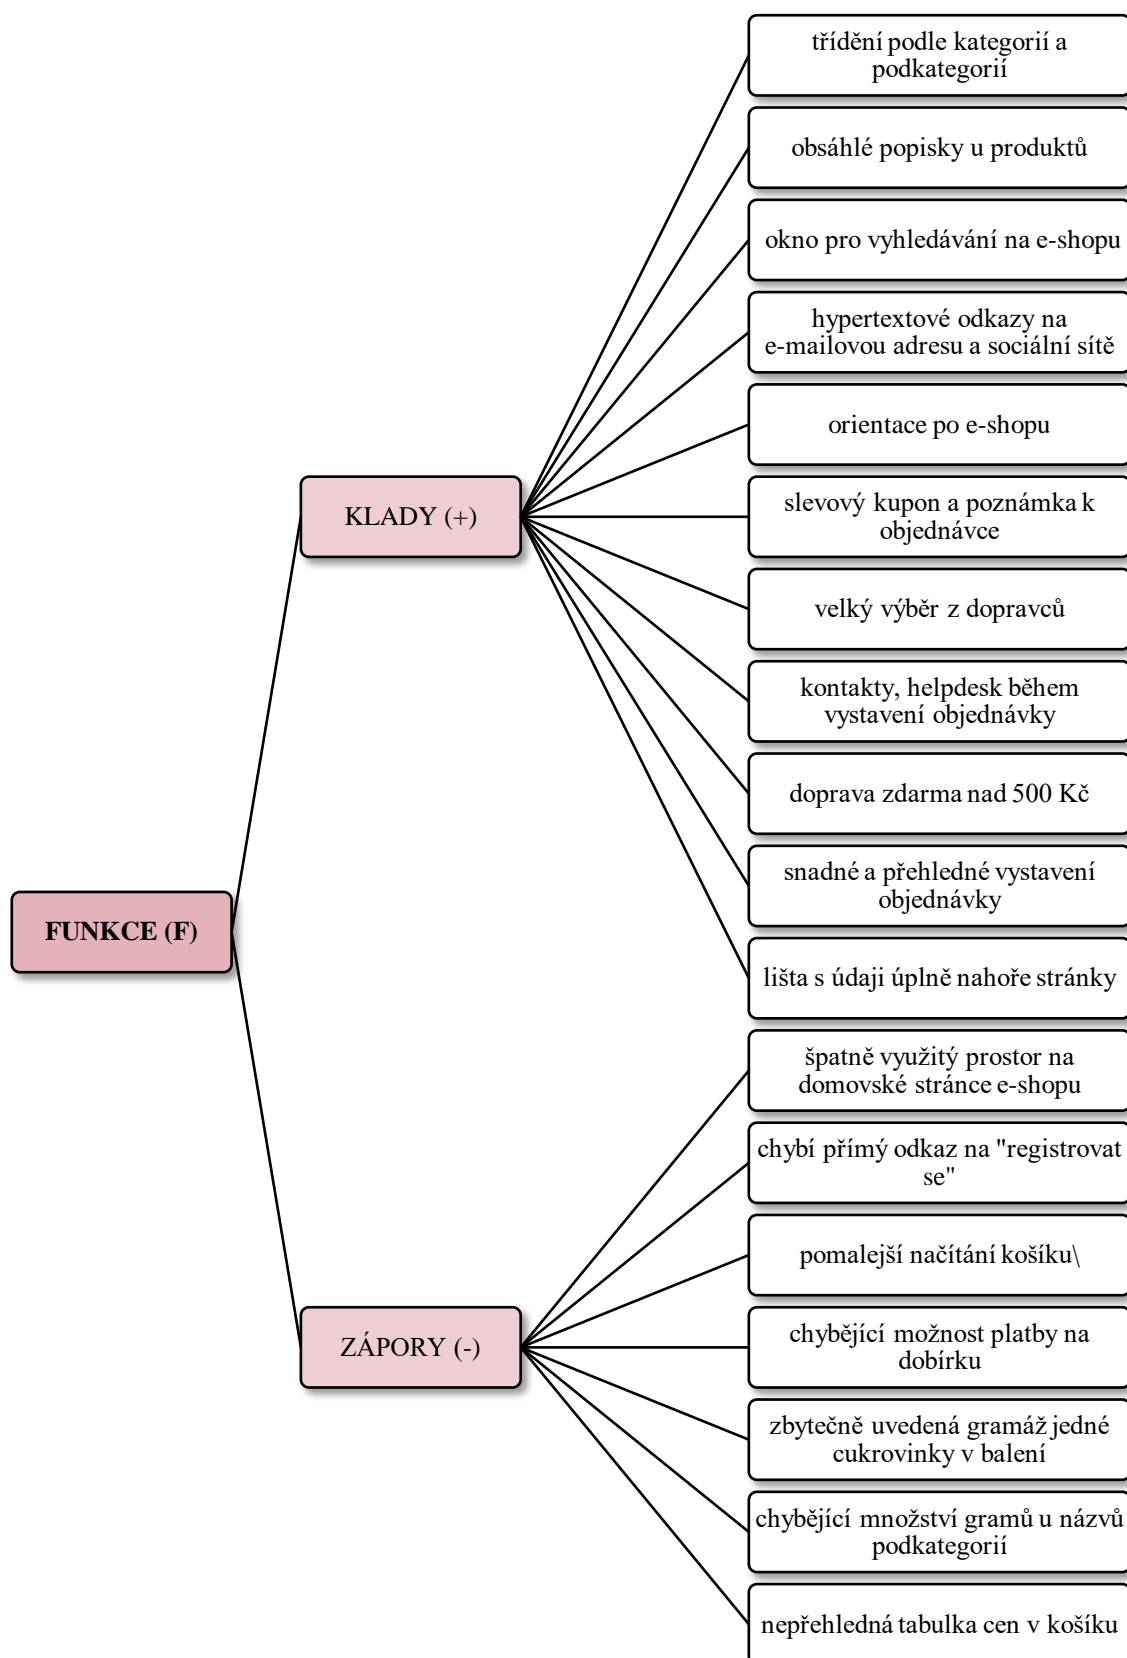 třídění podle kategorií a
podkategorií
obsáhlé popisky u produktů
okno pro vyhledávání na e-shopu
hypertextové odkazy na
e-mailovou adresu a sociální sítě
orientace po e-shopu
KLADY (+)
slevový kupon a poznámka k
objednávce
velký výběr z dopravců
kontakty, helpdesk během
vystavení objednávky
doprava zdarma nad 500 Kč
snadné a přehledné vystavení
objednávky
FUNKCE (F)
lišta s údaji úplně nahoře stránky
špatně využitý prostor na
domovské stránce e-shopu
chybí přímý odkaz na "registrovat
se"
pomalejší načítání košíku\
ZÁPORY (-)
chybějící možnost platby na
dobírku
zbytečně uvedená gramáž jedné
cukrovinky v balení
chybějící množství gramů u názvů
podkategorií
nepřehledná tabulka cen v košíku